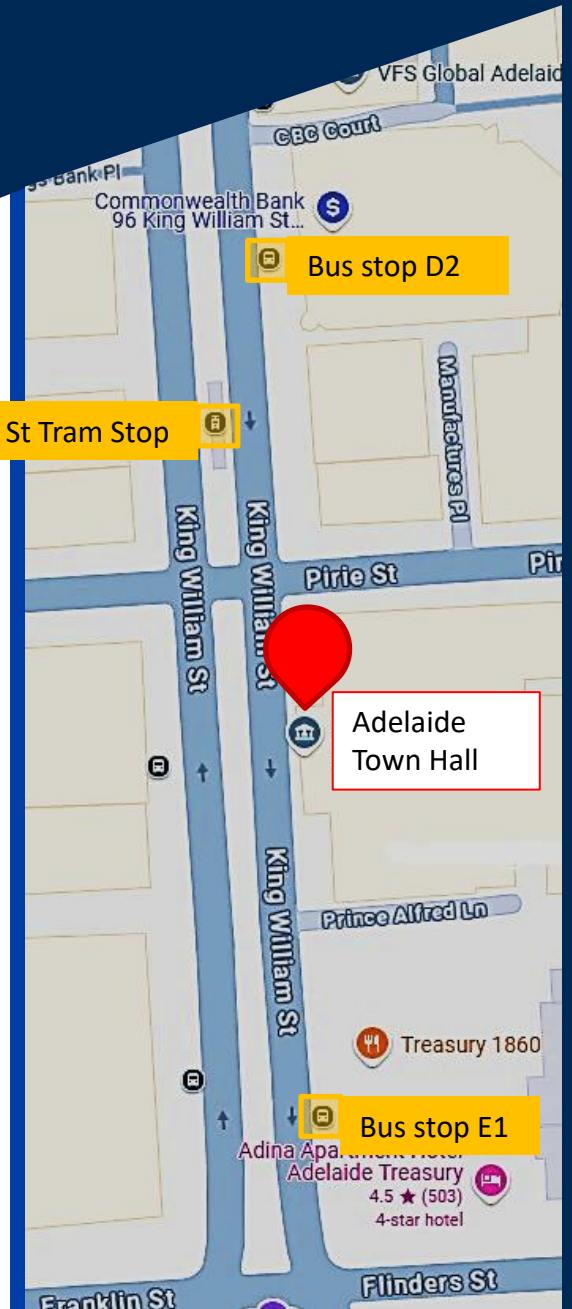 VFS Global Adelaid
CBC Court
gs Bank Pl
Commonwealth Bank
96 King William St...
Bus stop D2
Manufactures Pl
St Tram Stop
King William St
King William St
Pirie St
Pir
Adelaide
Town Hall
King William St
Prince Alfred Ln
Treasury 1860
Bus stop E1
Adina Apartment Hotel
Adelaide Treasury
4.5 ★ (503)
4-star hotel
Flinders St
Franklin St